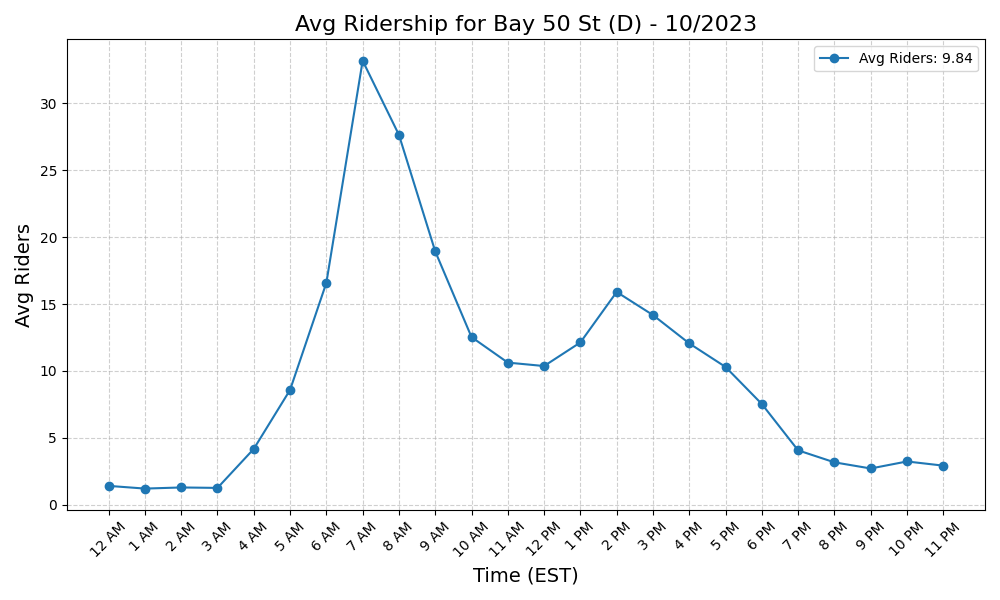 Avg Ridership for Bay 50 St (D) - 10/2023
Avg Riders: 9.84
Avg Riders
30
25
20
15
10
5
0
12 AM
1 AM
2 AM
3 AM
4 AM
5 AM
6 AM
7 AM
8 AM
9 AM
10 AM
11 AM
12 PM
1 PM
2 PM
3 PM
4 PM
5 PM
6 PM
7 PM
8 PM
9 PM
10 PM
11 PM
Time (EST)